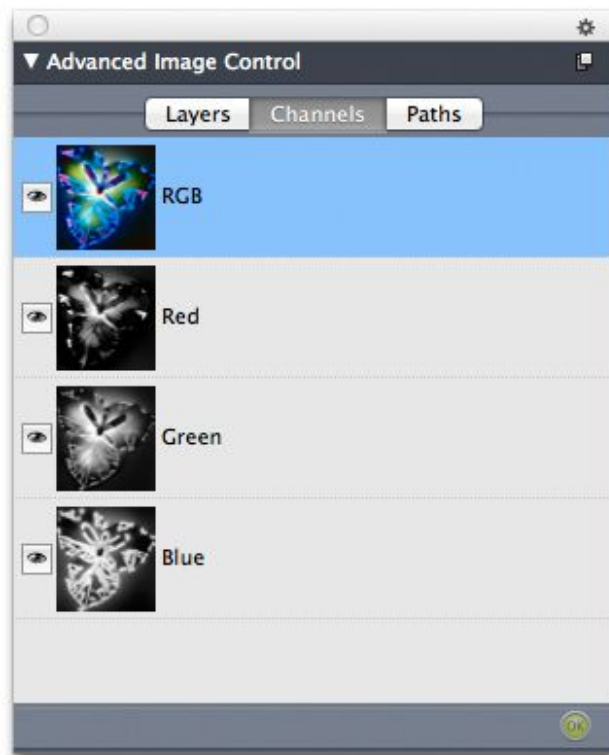 Advanced Image Control
Layers Channels Paths
RGB
Red
Green
Blue
OK